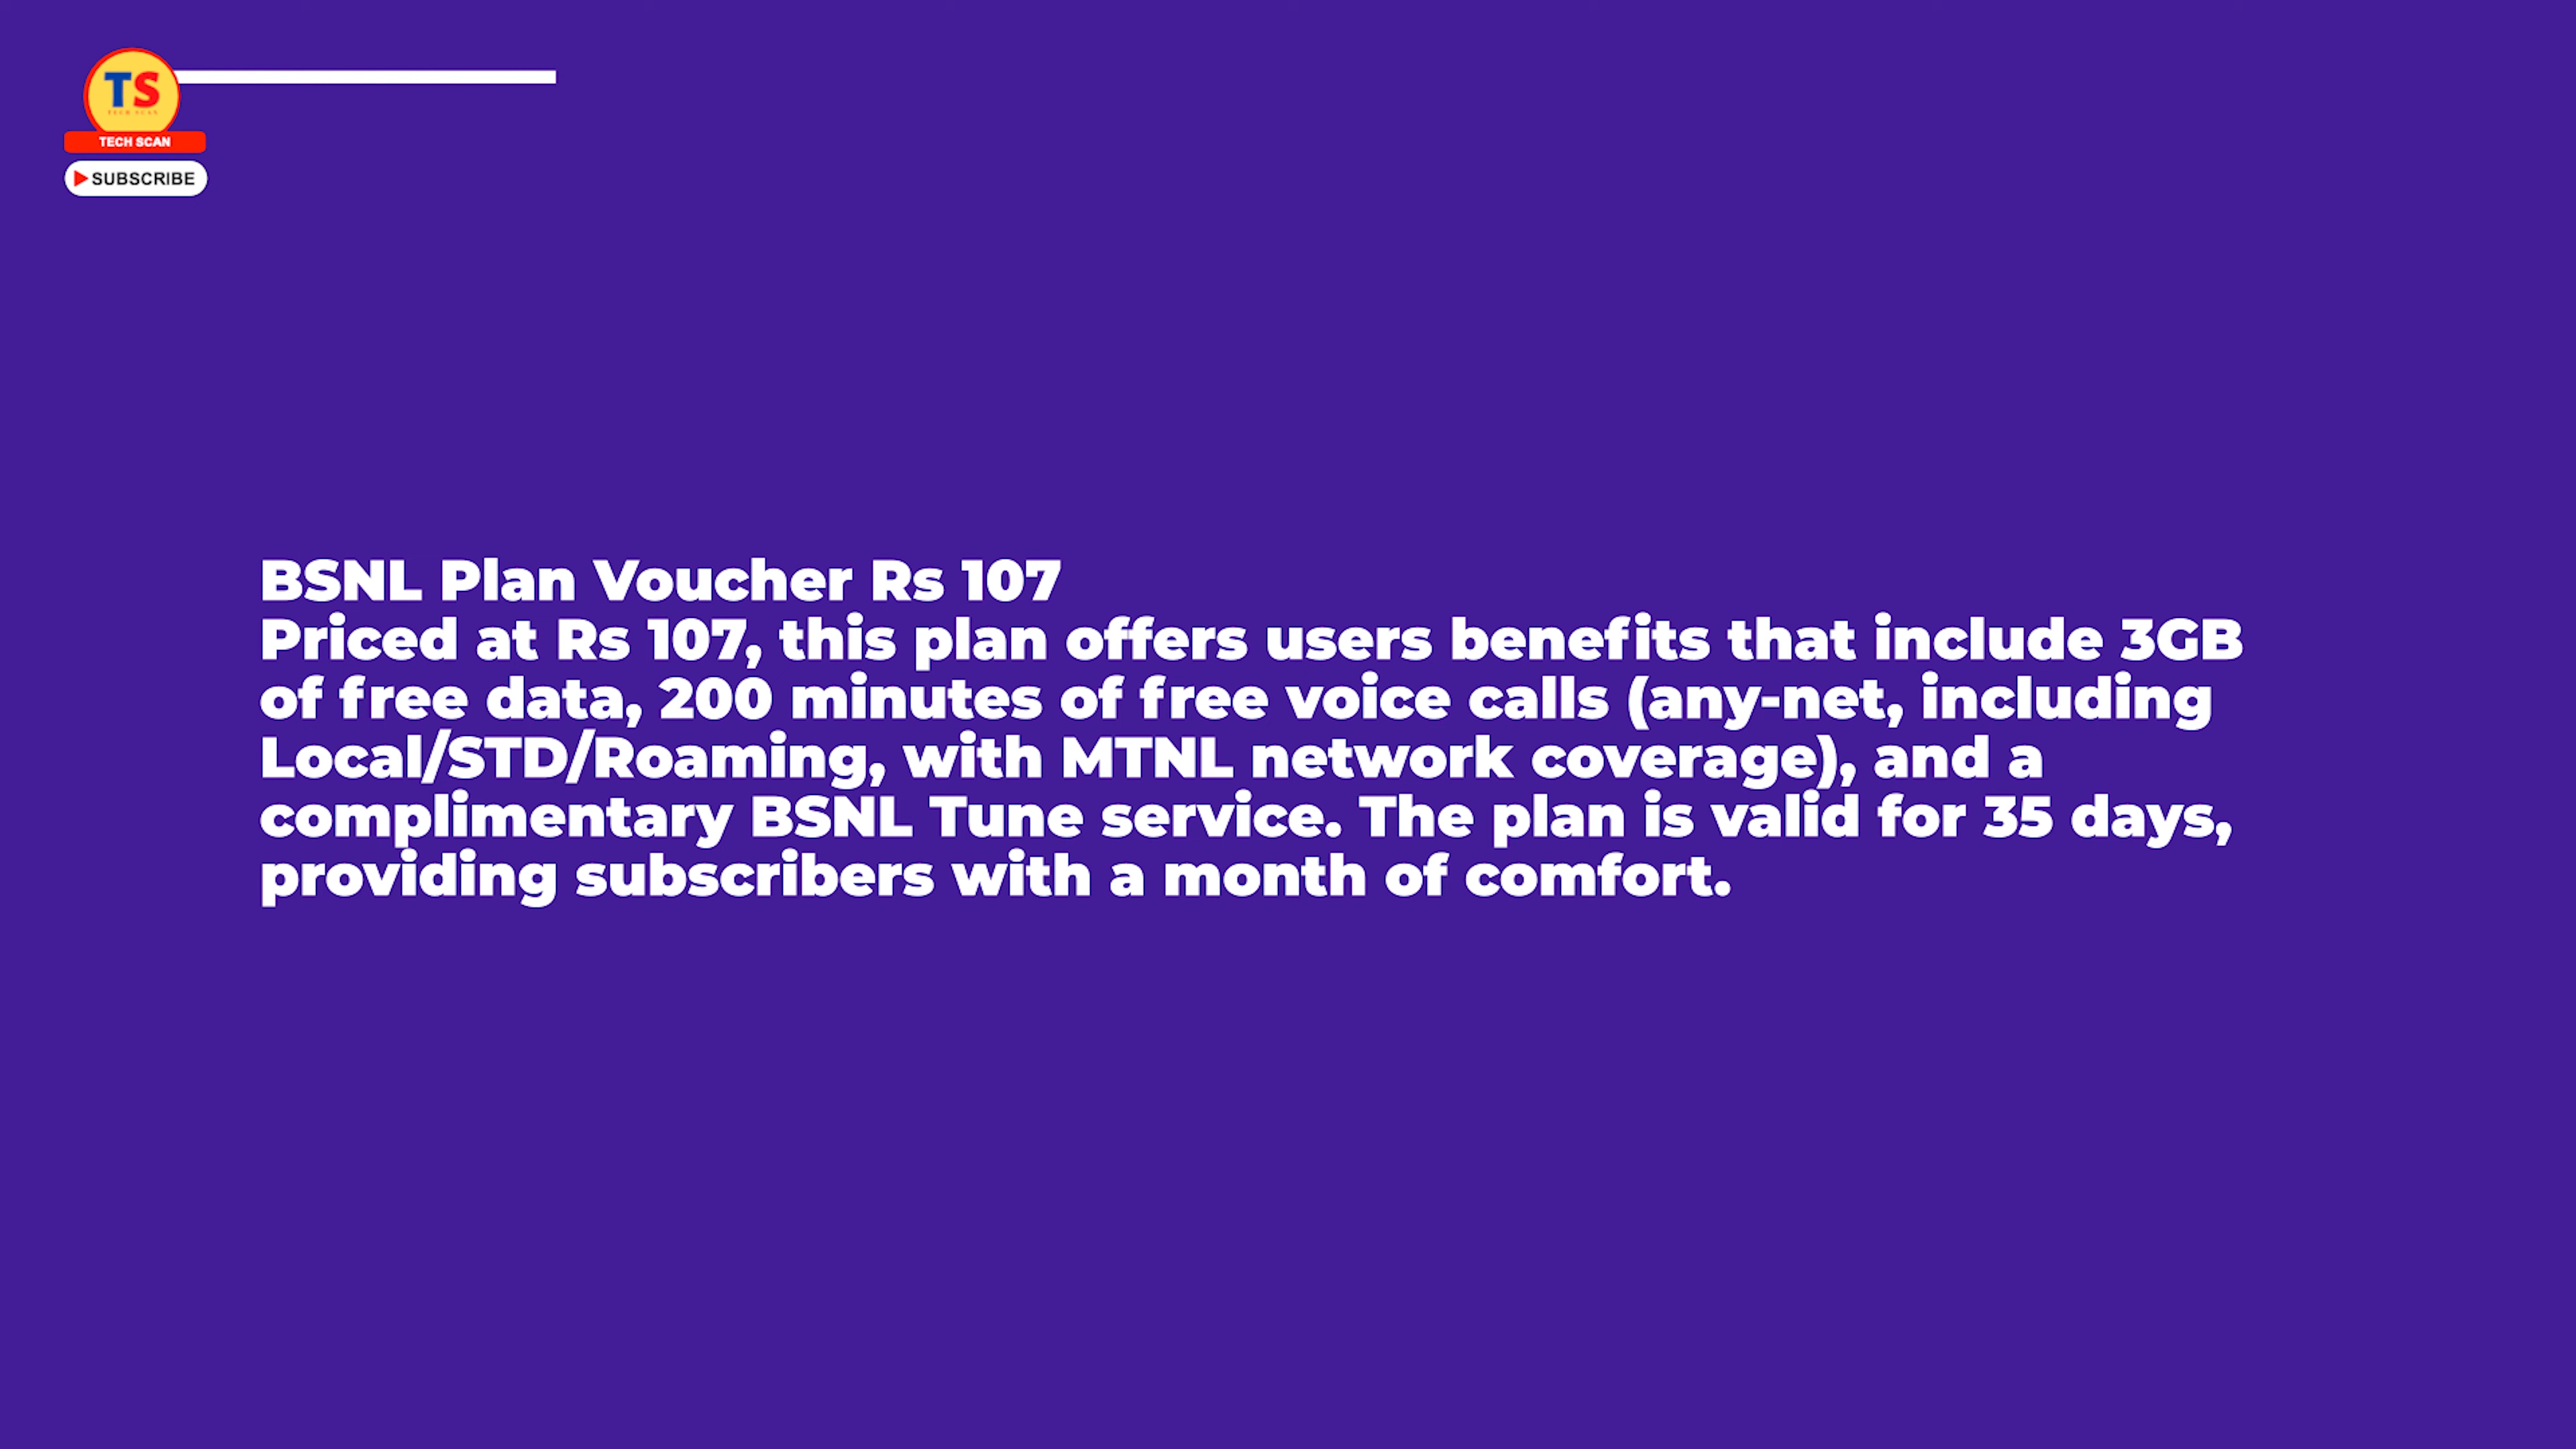 TS
TECH SCAN
TECH SCAN
SUBSCRIBE
BSNL Plan Voucher Rs 107
Priced at Rs 107, this plan offers users benefits that include 3GB
of free data, 200 minutes of free voice calls (any-net, including
Local/STD/Roaming, with MTNL network coverage), and a
complimentary BSNL Tune service. The plan is valid for 35 days,
providing subscribers with a month of comfort.